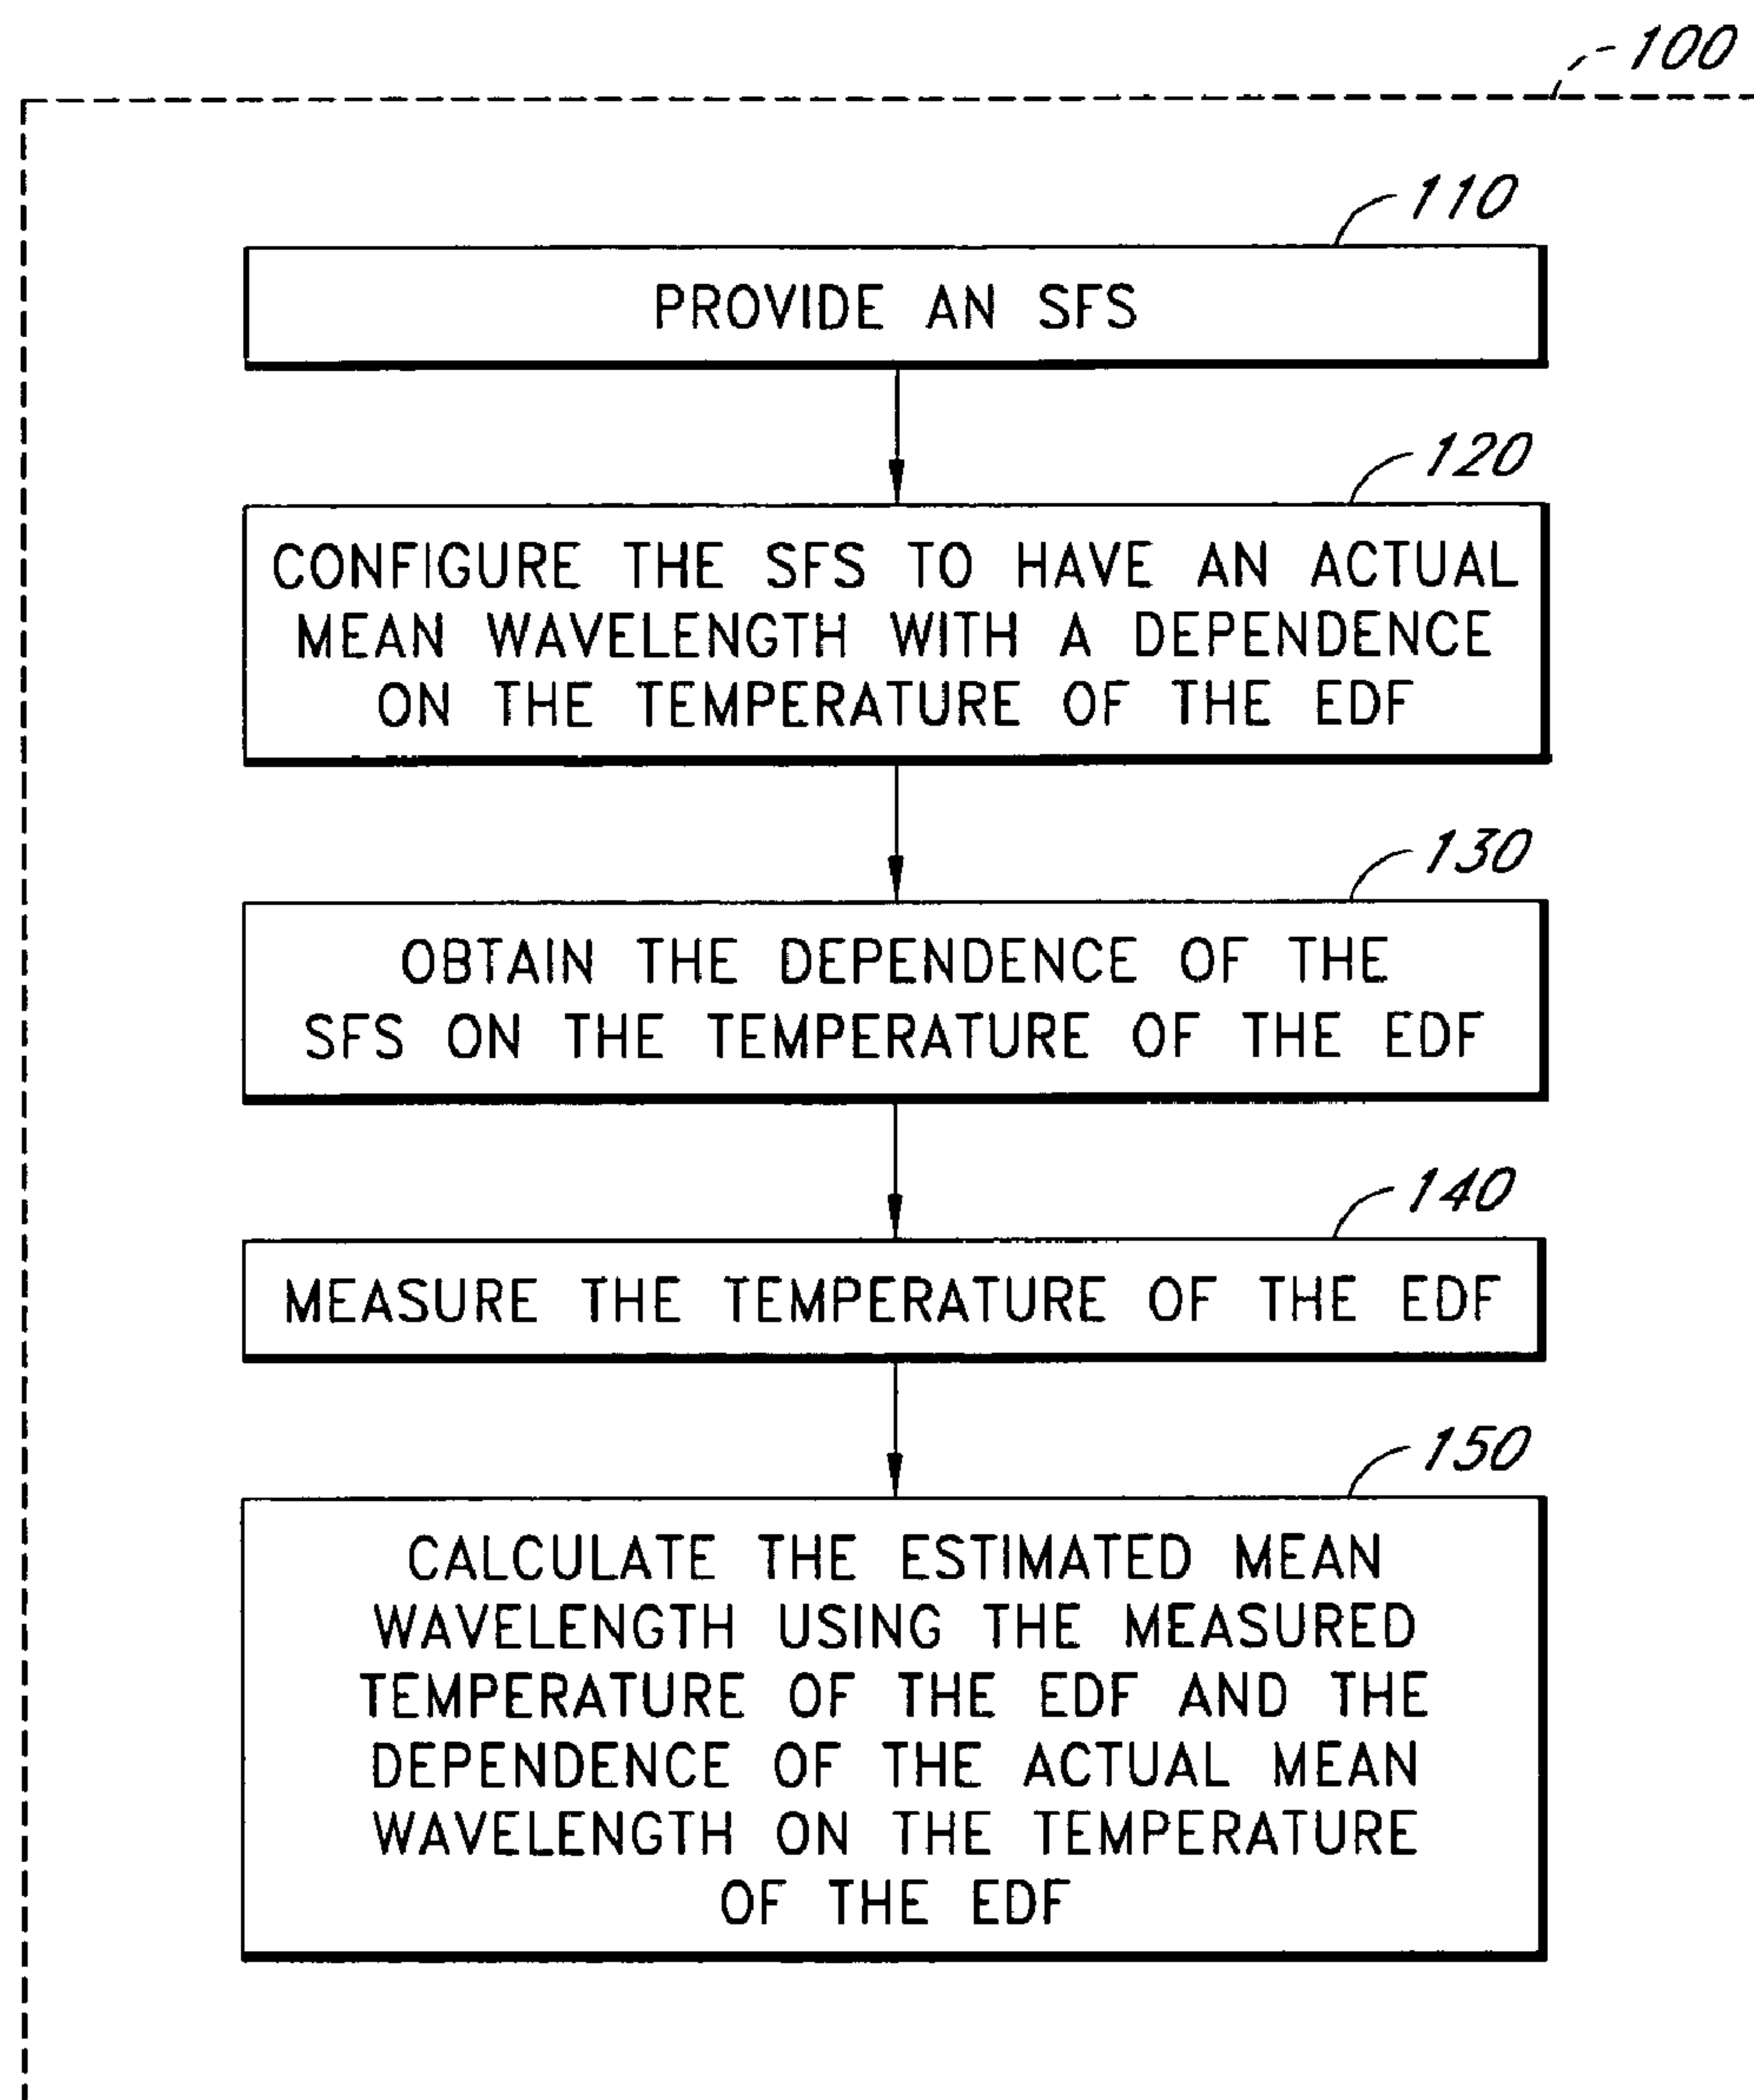 100
110
PROVIDE AN SFS
120
CONFIGURE THE SFS TO HAVE AN ACTUAL
MEAN WAVELENGTH WITH A DEPENDENCE
ON THE TEMPERATURE OF THE EDF
130
OBTAIN THE DEPENDENCE OF THE
SFS ON THE TEMPERATURE OF THE EDF
140
MEASURE THE TEMPERATURE OF THE EDF
150
CALCULATE THE ESTIMATED MEAN
WAVELENGTH USING THE MEASURED
TEMPERATURE OF THE EDF AND THE
DEPENDENCE OF THE ACTUAL MEAN
WAVELENGTH ON THE TEMPERATURE
OF THE EDF